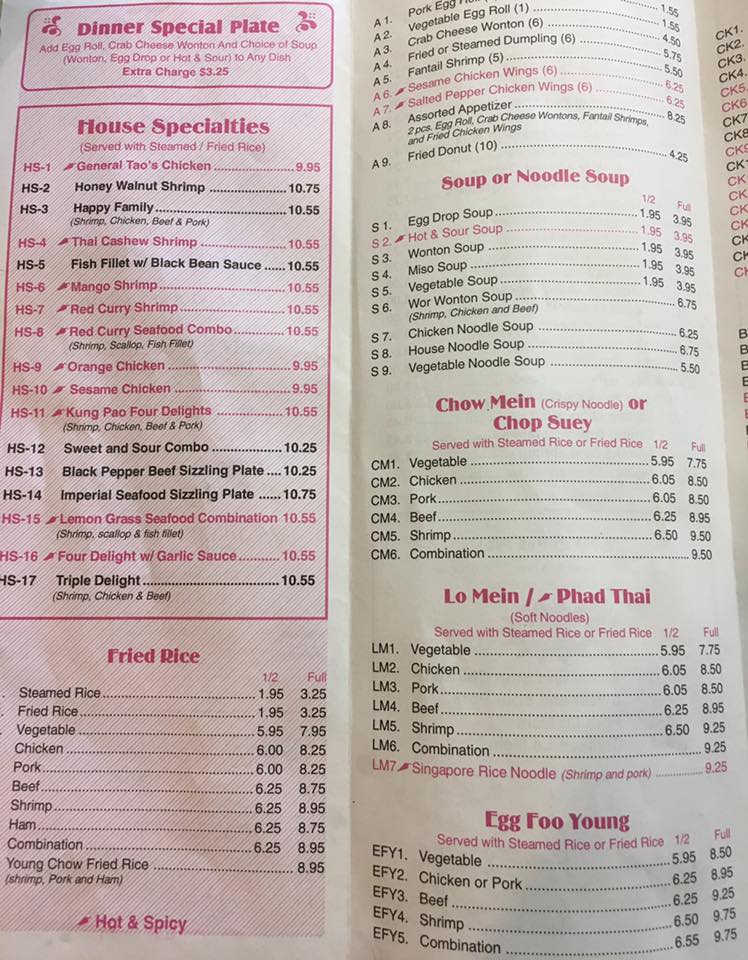 Dinner Special Plate
Add Egg Roll, Crab Cheese Wonton And Choice of Soup
(Wonton, Egg Drop or Hot & Sour) to Any Dish
Extra Charge $3.25
House Specialties
(Served with Steamed / Fried Rice)
HS-1 General Tao's Chicken 9.95
HS-2 Honey Walnut Shrimp 10.75
HS-3 Happy Family 10.55
(Shrimp, Chicken, Beef & Pork)
HS-4 Thai Cashew Shrimp 10.55
HS-5 Fish Fillet w/ Black Bean Sauce 10.55
HS-6 Mango Shrimp 10.55
HS-7 Red Curry Shrimp 10.55
HS-8 Red Curry Seafood Combo 10.55
(Shrimp, Scallop, Fish Fillet)
HS-9 Orange Chicken 9.95
HS-10 Sesame Chicken 9.95
HS-11 Kung Pao Four Delights 10.55
(Shrimp, Chicken, Beef & Pork)
HS-12 Sweet and Sour Combo 10.25
HS-13 Black Pepper Beef Sizzling Plate 10.25
HS-14 Imperial Seafood Sizzling Plate 10.75
HS-15 Lemon Grass Seafood Combination 10.55
(Shrimp, scallop & fish fillet)
HS-16 Four Delight w/ Garlic Sauce 10.55
HS-17 Triple Delight 10.55
(Shrimp, Chicken & Beef)
Fried Rice
1/2 Full
Steamed Rice 1.95 3.25
Fried Rice 1.95 3.25
Vegetable 5.95 7.95
Chicken 6.00 8.25
Pork 6.00 8.25
Beef 6.25 8.75
Shrimp 6.25 8.95
Ham 6.25 8.75
Combination 6.25 8.95
Young Chow Fried Rice 8.95
(shrimp, Pork and Ham)
Hot & Spicy
A 1. Pork Egg Roll 1.55
A 2. Vegetable Egg Roll (1) 1.55
A 3. Crab Cheese Wonton (6) 4.50
A 4. Fried or Steamed Dumpling (6) 5.75
A 5. Fantail Shrimp (5) 5.50
A 6. Sesame Chicken Wings (6) 6.25
A 7. Salted Pepper Chicken Wings (6) 6.25
A 8. Assorted Appetizer 8.25
2 pcs. Egg Roll, Crab Cheese Wontons, Fantail Shrimps,
and Fried Chicken Wings
A 9. Fried Donut (10) 4.25
Soup or Noodle Soup
1/2 Full
S 1. Egg Drop Soup 1.95 3.95
S 2. Hot & Sour Soup 1.95 3.95
S 3. Wonton Soup 1.95 3.95
S 4. Miso Soup 1.95 3.95
S 5. Vegetable Soup 1.95 3.95
S 6. Wor Wonton Soup 6.75
(Shrimp, Chicken and Beef)
S 7. Chicken Noodle Soup 6.25
S 8. House Noodle Soup 6.75
S 9. Vegetable Noodle Soup 5.50
Chow Mein (Crispy Noodle) or
Chop Suey
Served with Steamed Rice or Fried Rice 1/2 Full
CM1. Vegetable 5.95 7.75
CM2. Chicken 6.05 8.50
CM3. Pork 6.05 8.50
CM4. Beef 6.25 8.95
CM5. Shrimp 6.50 9.50
CM6. Combination 9.50
Lo Mein / Phad Thai
(Soft Noodles)
Served with Steamed Rice or Fried Rice 1/2 Full
LM1. Vegetable 5.95 7.75
LM2. Chicken 6.05 8.50
LM3. Pork 6.05 8.50
LM4. Beef 6.25 8.95
LM5. Shrimp 6.50 9.25
LM6. Combination 9.25
LM7 Singapore Rice Noodle (Shrimp and pork) 9.25
Egg Foo Young
Served with Steamed Rice or Fried Rice 1/2 Full
EFY1. Vegetable 5.95 8.50
EFY2. Chicken or Pork 6.25 8.95
EFY3. Beef 6.25 9.25
EFY4. Shrimp 6.50 9.75
EFY5. Combination 6.55 9.75
CK1.
CK2.
CK3.
CK4.
CK5.
CK6
CK7
CK8